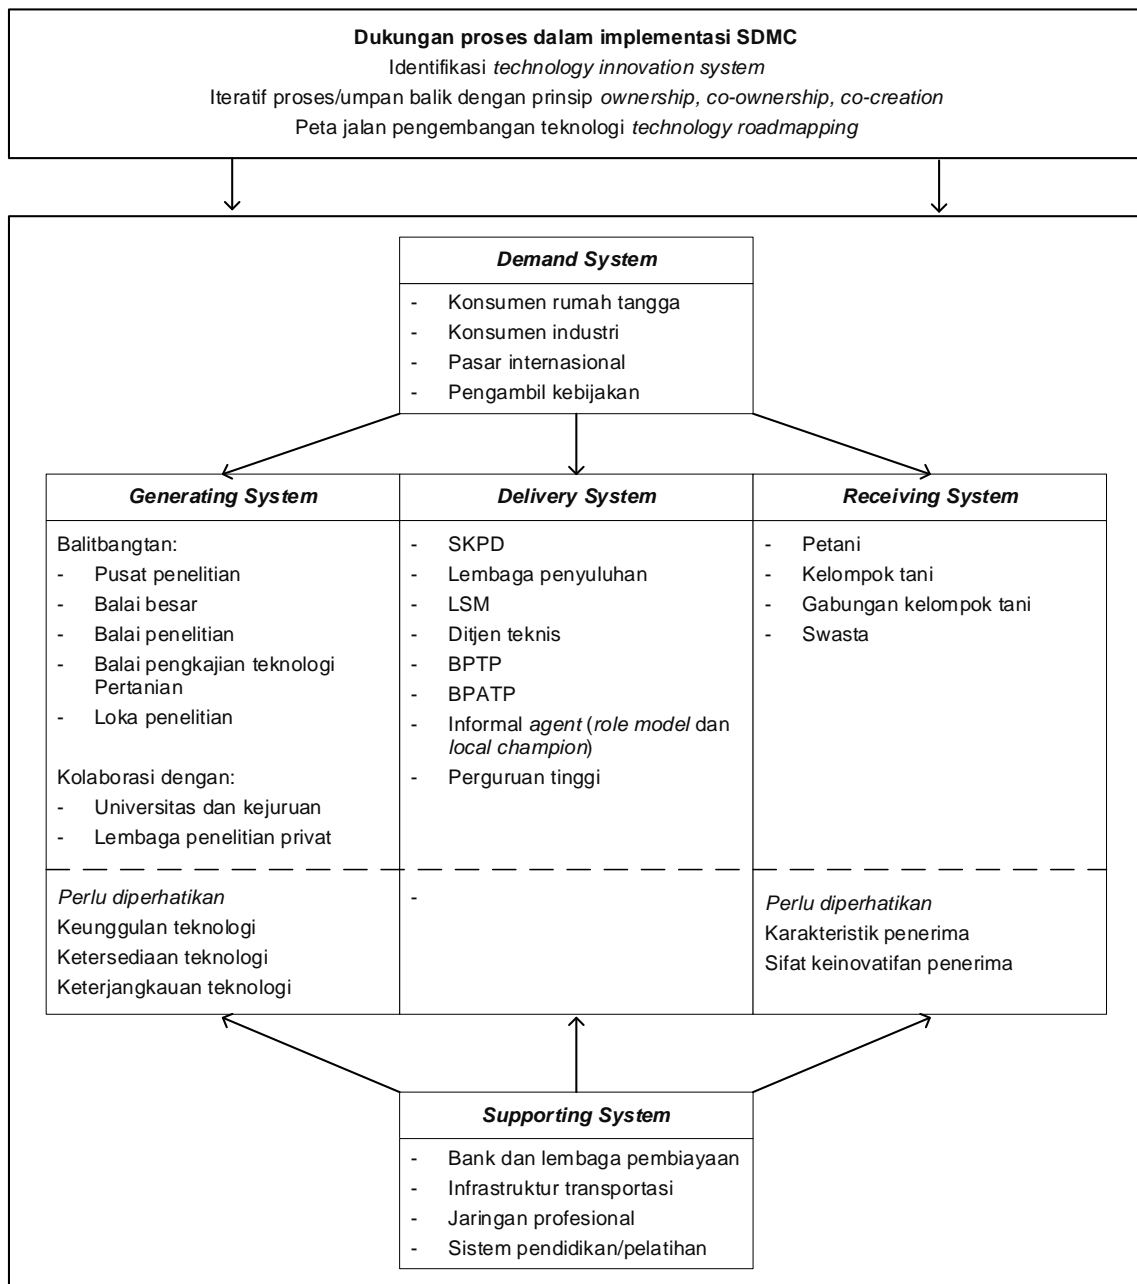 Dukungan proses dalam implementasi SDMC
Identifikasi technology innovation system
Iteratif proses/umpan balik dengan prinsip ownership, co-ownership, co-creation
Peta jalan pengembangan teknologi technology roadmapping
Demand System
- Konsumen rumah tangga
- Konsumen industri
- Pasar internasional
- Pengambil kebijakan
Generating System
Balitbangtan:
- Pusat penelitian
- Balai besar
- Balai penelitian
- Balai pengkajian teknologi
Pertanian
- Loka penelitian
Kolaborasi dengan:
- Universitas dan kejuruan
- Lembaga penelitian privat
Perlu diperhatikan
Keunggulan teknologi
Ketersediaan teknologi
Keterjangkauan teknologi
Delivery System
- SKPD
- Lembaga penyuluhan
- LSM
- Ditjen teknis
- BPTP
- BPATP
- Informal agent (role model dan
local champion)
- Perguruan tinggi
-
Receiving System
- Petani
- Kelompok tani
- Gabungan kelompok tani
- Swasta
Perlu diperhatikan
Karakteristik penerima
Sifat keinovatifan penerima
Supporting System
- Bank dan lembaga pembiayaan
- Infrastruktur transportasi
- Jaringan profesional
- Sistem pendidikan/pelatihan